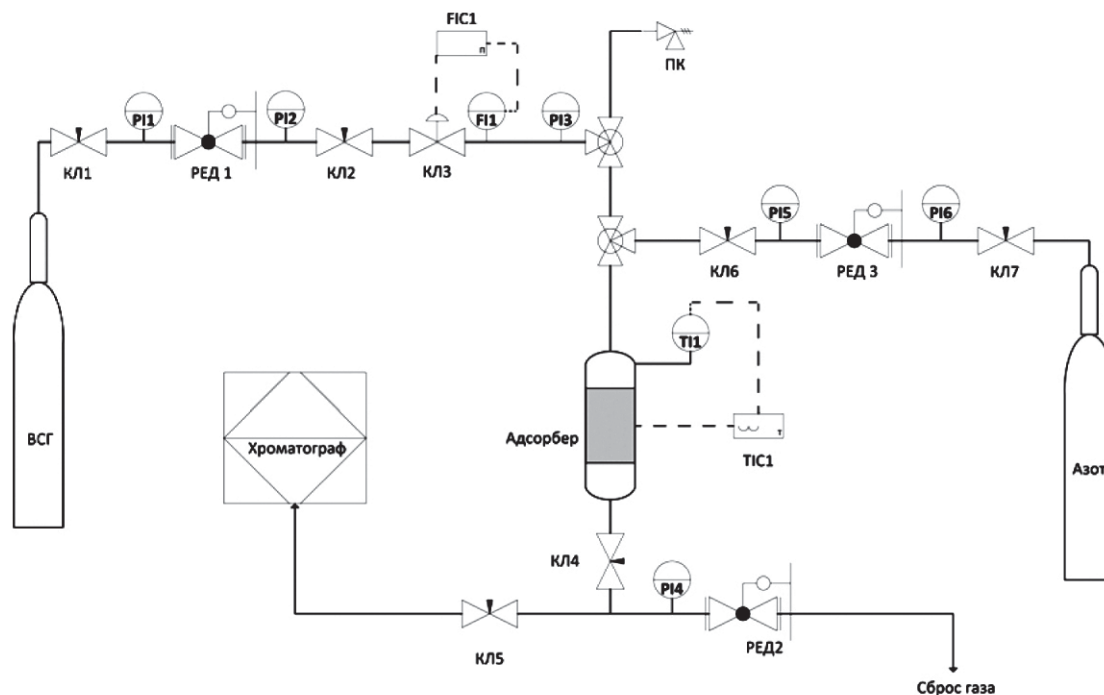 FIC1
п
ПК
PI1
PI2
FI1
PI3
КЛ1
РЕД 1
КЛ2
КЛ3
PI5
PI6
КЛ6
РЕД 3
КЛ7
TI1
ВСГ
Хроматограф
Адсорбер
т
TIC1
Азот
КЛ4
PI4
КЛ5
РЕД2
Сброс газа